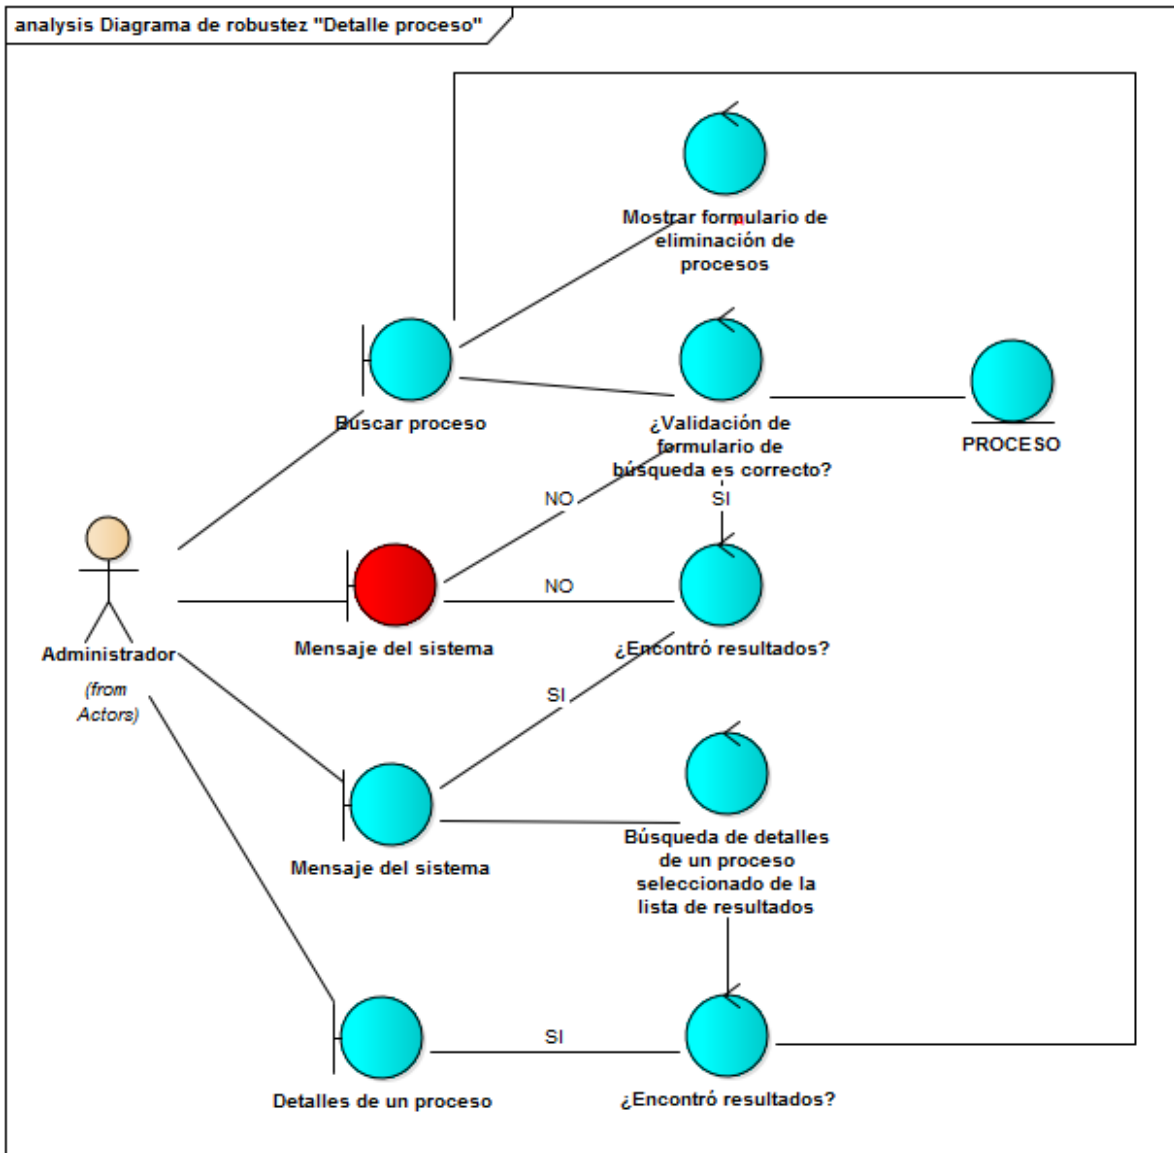 analysis Diagrama de robustez "Detalle proceso"
Mostrar formulario de
eliminación de
procesos
Buscar proceso
¿Validación de
formulario de
búsqueda es correcto?
PROCESO
NO
SI
NO
Mensaje del sistema
¿Encontró resultados?
Administrador
(from
Actors)
SI
Mensaje del sistema
Búsqueda de detalles
de un proceso
seleccionado de la
lista de resultados
SI
Detalles de un proceso
¿Encontró resultados?